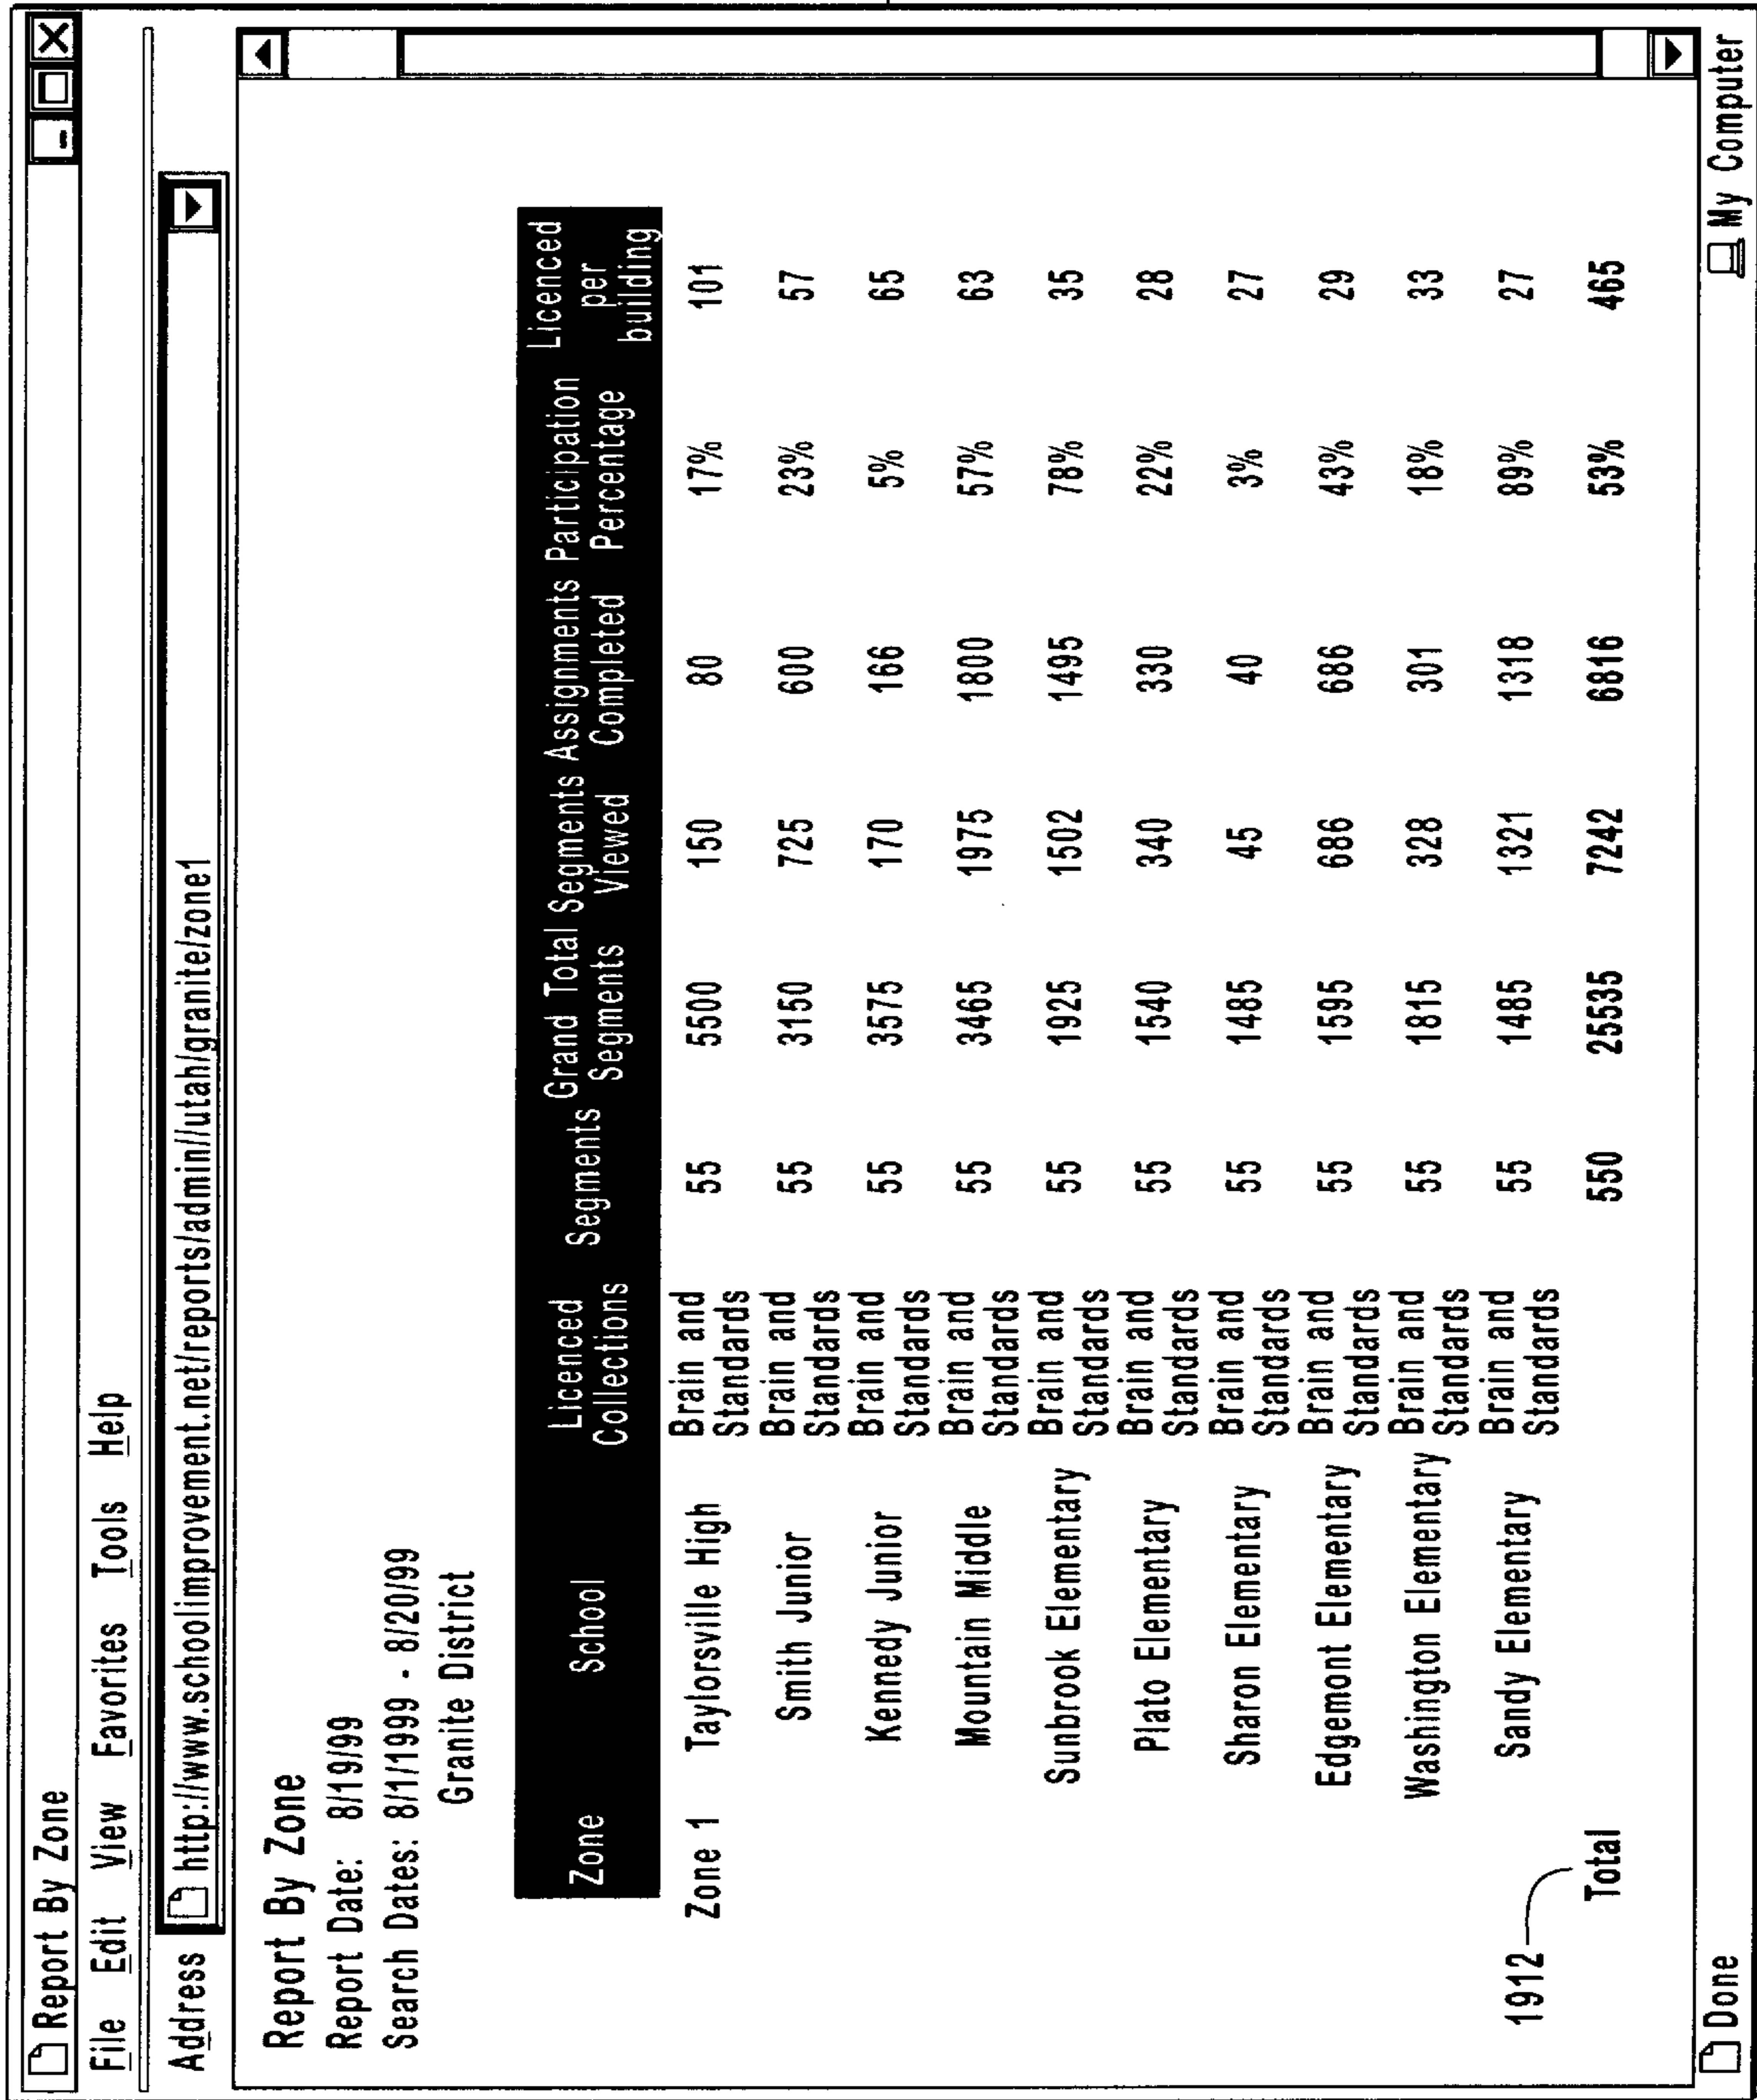 Report By Zone
File Edit View Favorites Tools Help
Address http://www.schoolimprovement.net/reports/admin//utah/granite/zone1
Report By Zone
Report Date: 8/19/99
Search Dates: 8/1/1999 - 8/20/99
Granite District
Zone School Licenced Collections Segments Grand Total Segments Segments Viewed Assignments Completed Participation Percentage Licenced per building
Zone 1 Taylorsville High Brain and Standards 55 5500 150 80 17% 101
Smith Junior Brain and Standards 55 3150 725 600 23% 57
Kennedy Junior Brain and Standards 55 3575 170 166 5% 65
Mountain Middle Brain and Standards 55 3465 1975 1800 57% 63
Sunbrook Elementary Brain and Standards 55 1925 1502 1495 78% 35
Plato Elementary Brain and Standards 55 1540 340 330 22% 28
Sharon Elementary Brain and Standards 55 1485 45 40 3% 27
Edgemont Elementary Brain and Standards 55 1595 686 686 43% 29
Washington Elementary Brain and Standards 55 1815 328 301 18% 33
Sandy Elementary Brain and Standards 55 1485 1321 1318 89% 27
1912
Total 550 25535 7242 6816 53% 465
Done My Computer